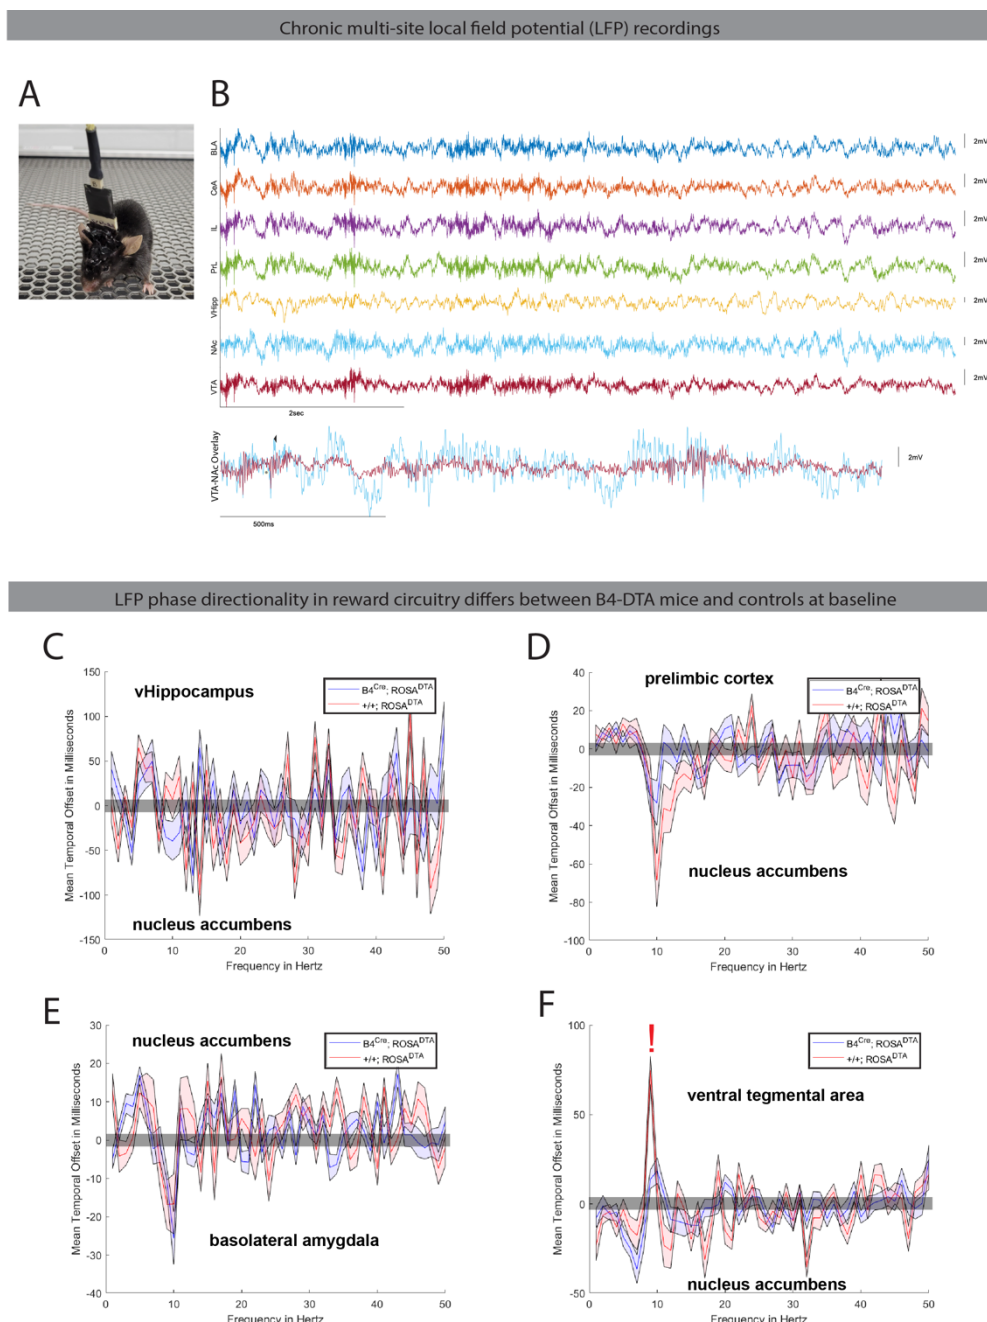 Chronic multi-site local field potential (LFP) recordings
A
B
BLA
2mV
CeA
2mV
IL
2mV
PrL
2mV
VHipp
2mV
NAc
2mV
VTA
2mV
2sec
VTA-NAc Overlay
2mV
500ms
LFP phase directionality in reward circuitry differs between B4-DTA mice and controls at baseline
C
vHippocampus
B4Cre; ROSADTA
+/+; ROSADTA
Mean Temporal Offset in Milliseconds
150
100
50
0
-50
-100
-150
nucleus accumbens
0 10 20 30 40 50
Frequency in Hertz
D
prelimbic cortex
B4Cre; ROSADTA
+/+; ROSADTA
Mean Temporal Offset in Milliseconds
40
20
0
-20
-40
-60
-80
-100
nucleus accumbens
0 10 20 30 40 50
Frequency in Hertz
E
nucleus accumbens
B4Cre; ROSADTA
+/+; ROSADTA
Mean Temporal Offset in Milliseconds
30
20
10
0
-10
-20
-30
-40
basolateral amygdala
0 10 20 30 40 50
Frequency in Hertz
F
!
B4Cre; ROSADTA
+/+; ROSADTA
ventral tegmental area
Mean Temporal Offset in Milliseconds
100
50
0
-50
nucleus accumbens
0 10 20 30 40 50
Frequency in Hertz